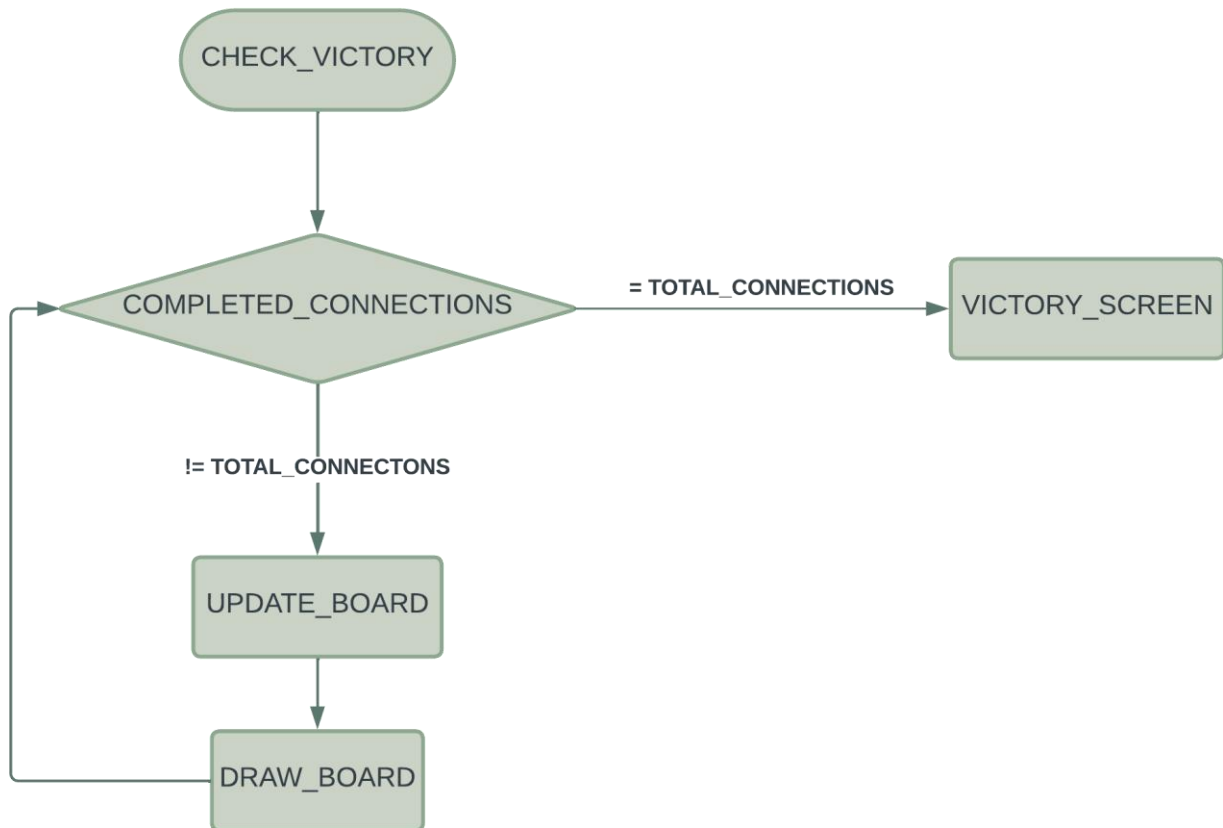 CHECK_VICTORY
COMPLETED_CONNECTIONS
= TOTAL_CONNECTIONS
VICTORY_SCREEN
!= TOTAL_CONNECTONS
UPDATE_BOARD
DRAW_BOARD